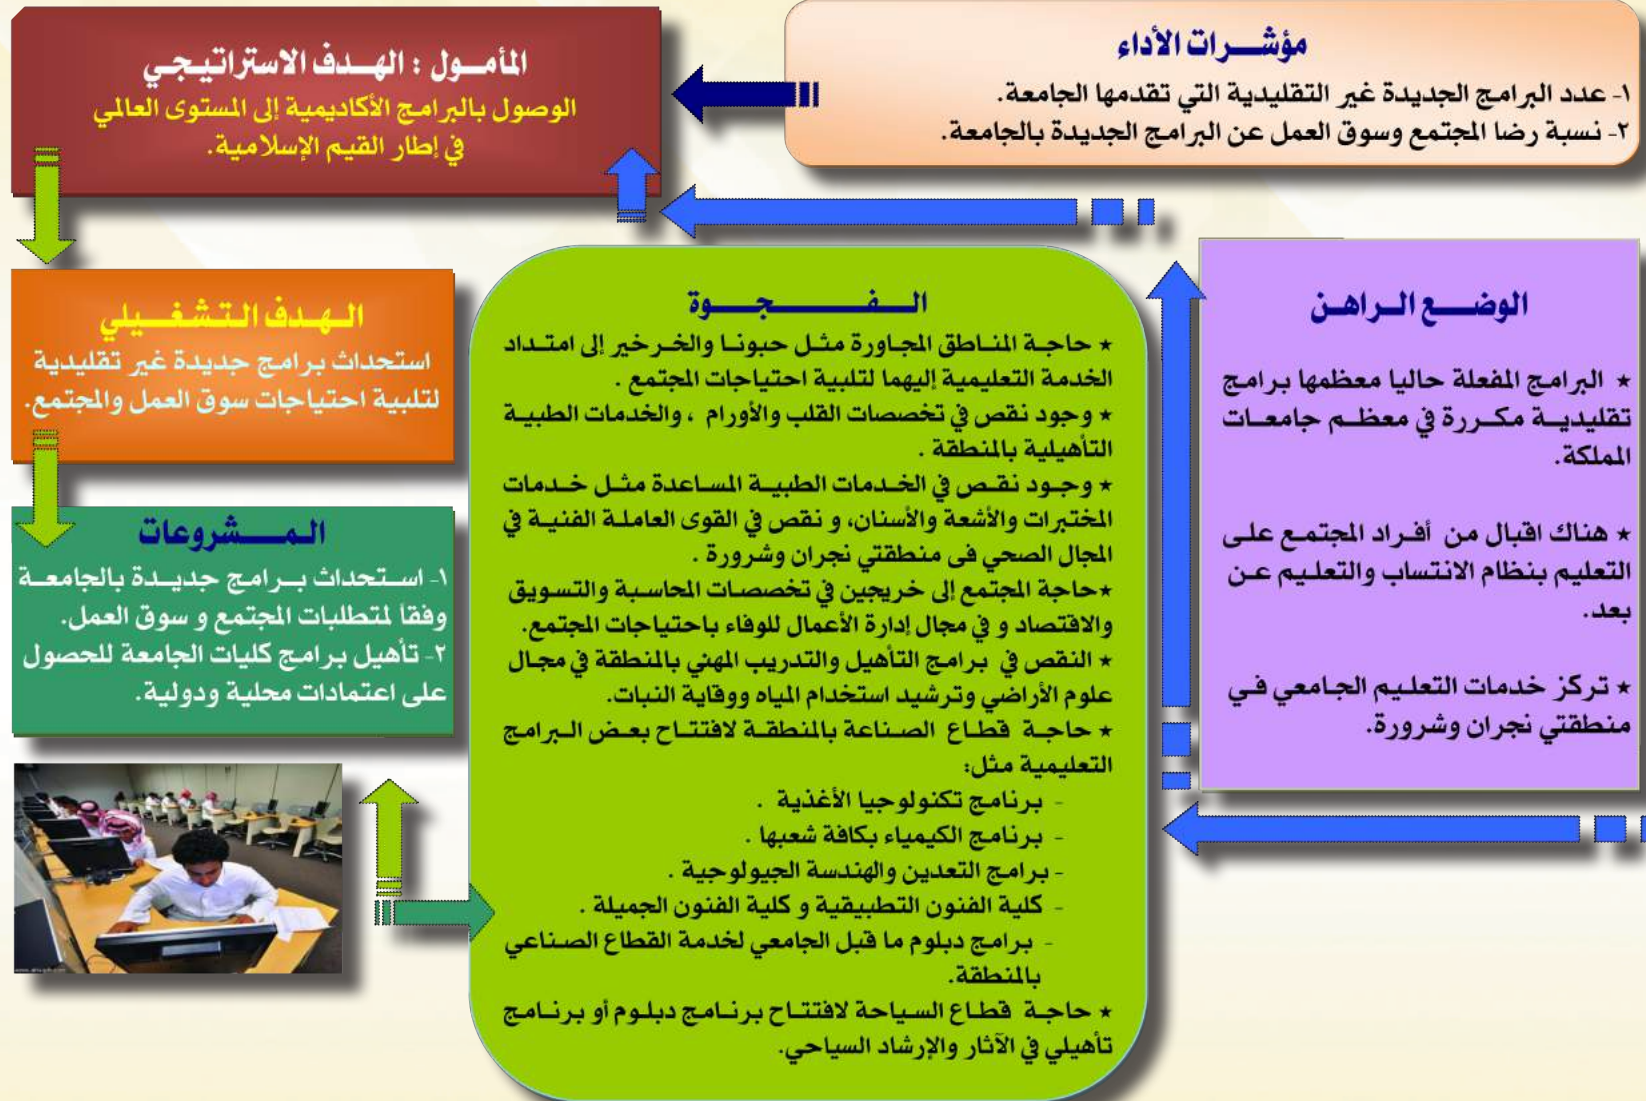 مؤشرات الأداء
١- عدد البرامج الجديدة غير التقليدية التي تقدمها الجامعة.
٢- نسبة رضا المجتمع وسوق العمل عن البرامج الجديدة بالجامعة.
المأمول : الهدف الاستراتيجي
الوصول بالبرامج الأكاديمية إلى المستوى العالمي
في إطار القيم الإسلامية.
الوضع الراهن
* البرامج المفعلة حاليا معظمها برامج
تقليدية مكررة في معظم جامعات
المملكة.
* هناك اقبال من أفراد المجتمع على
التعليم بنظام الانتساب والتعليم عن
بعد.
* تركز خدمات التعليم الجامعي في
منطقتي نجران وشرورة.
الفجوة
* حاجة المناطق المجاورة مثل حبونا والخرخير إلى امتداد
الخدمة التعليمية إليهما لتلبية احتياجات المجتمع .
* وجود نقص في تخصصات القلب والأورام ، والخدمات الطبية
التأهيلية بالمنطقة .
* وجود نقص في الخدمات الطبية المساعدة مثل خدمات
المختبرات والأشعة والأسنان، و نقص في القوى العاملة الفنية في
المجال الصحي فى منطقتي نجران وشرورة .
*حاجة المجتمع إلى خريجين في تخصصات المحاسبة والتسويق
والاقتصاد و في مجال إدارة الأعمال للوفاء باحتياجات المجتمع.
* النقص في برامج التأهيل والتدريب المهني بالمنطقة في مجال
علوم الأراضي وترشيد استخدام المياه ووقاية النبات.
* حاجة قطاع الصناعة بالمنطقة لافتتاح بعض البرامج
التعليمية مثل:
- برنامج تكنولوجيا الأغذية .
- برنامج الكيمياء بكافة شعبها .
- برامج التعدين والهندسة الجيولوجية .
- كلية الفنون التطبيقية و كلية الفنون الجميلة .
- برامج دبلوم ما قبل الجامعي لخدمة القطاع الصناعي
بالمنطقة.
* حاجة قطاع السياحة لافتتاح برنامج دبلوم أو برنامج
تأهيلي في الآثار والإرشاد السياحي.
الهدف التشغيلي
استحداث برامج جديدة غير تقليدية
لتلبية احتياجات سوق العمل والمجتمع.
المشروعات
١- استحداث برامج جديدة بالجامعة
وفقاً لمتطلبات المجتمع و سوق العمل.
٢- تأهيل برامج كليات الجامعة للحصول
على اعتمادات محلية ودولية.